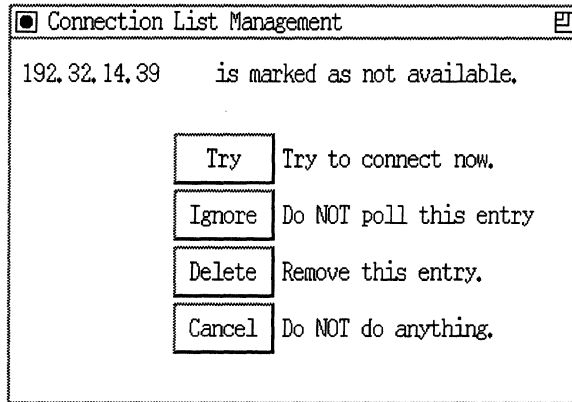 Connection List Management
192.32.14.39 is marked as not available.
Try Try to connect now.
Ignore Do NOT poll this entry
Delete Remove this entry.
Cancel Do NOT do anything.